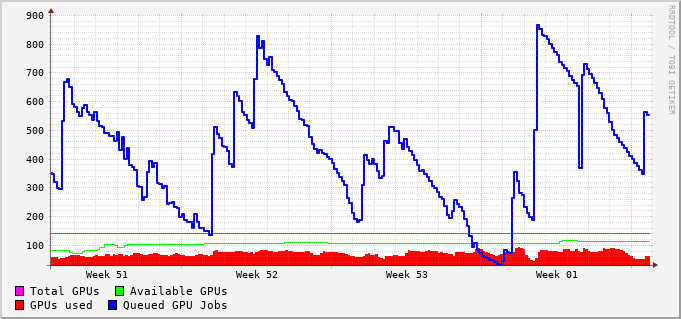 900
800
700
600
500
400
300
200
100
Week 51 Week 52 Week 53 Week 01
Total GPUs Available GPUs
GPUs used Queued GPU Jobs
RRDTOOL / TOBI OETIKER